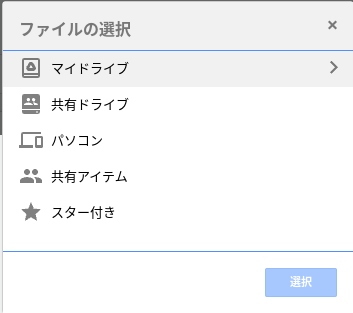 ファイルの選択
マイドライブ
共有ドライブ
パソコン
共有アイテム
スター付き
選択